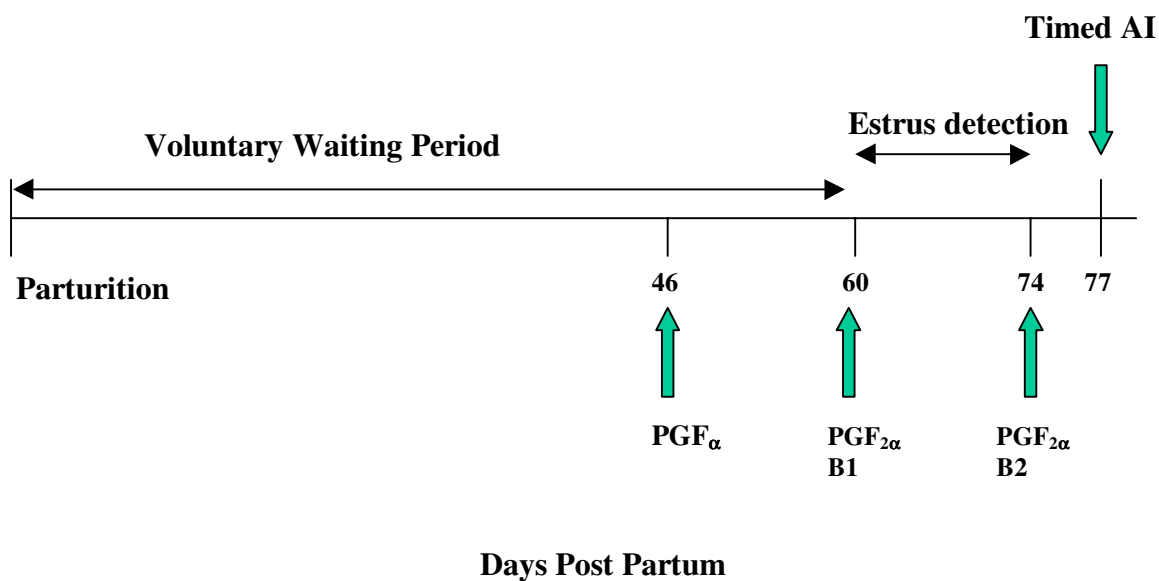 Timed AI
Estrus detection
Voluntary Waiting Period
Parturition
46
60
74
77
PGFα
PGF2α
B1
PGF2α
B2
Days Post Partum